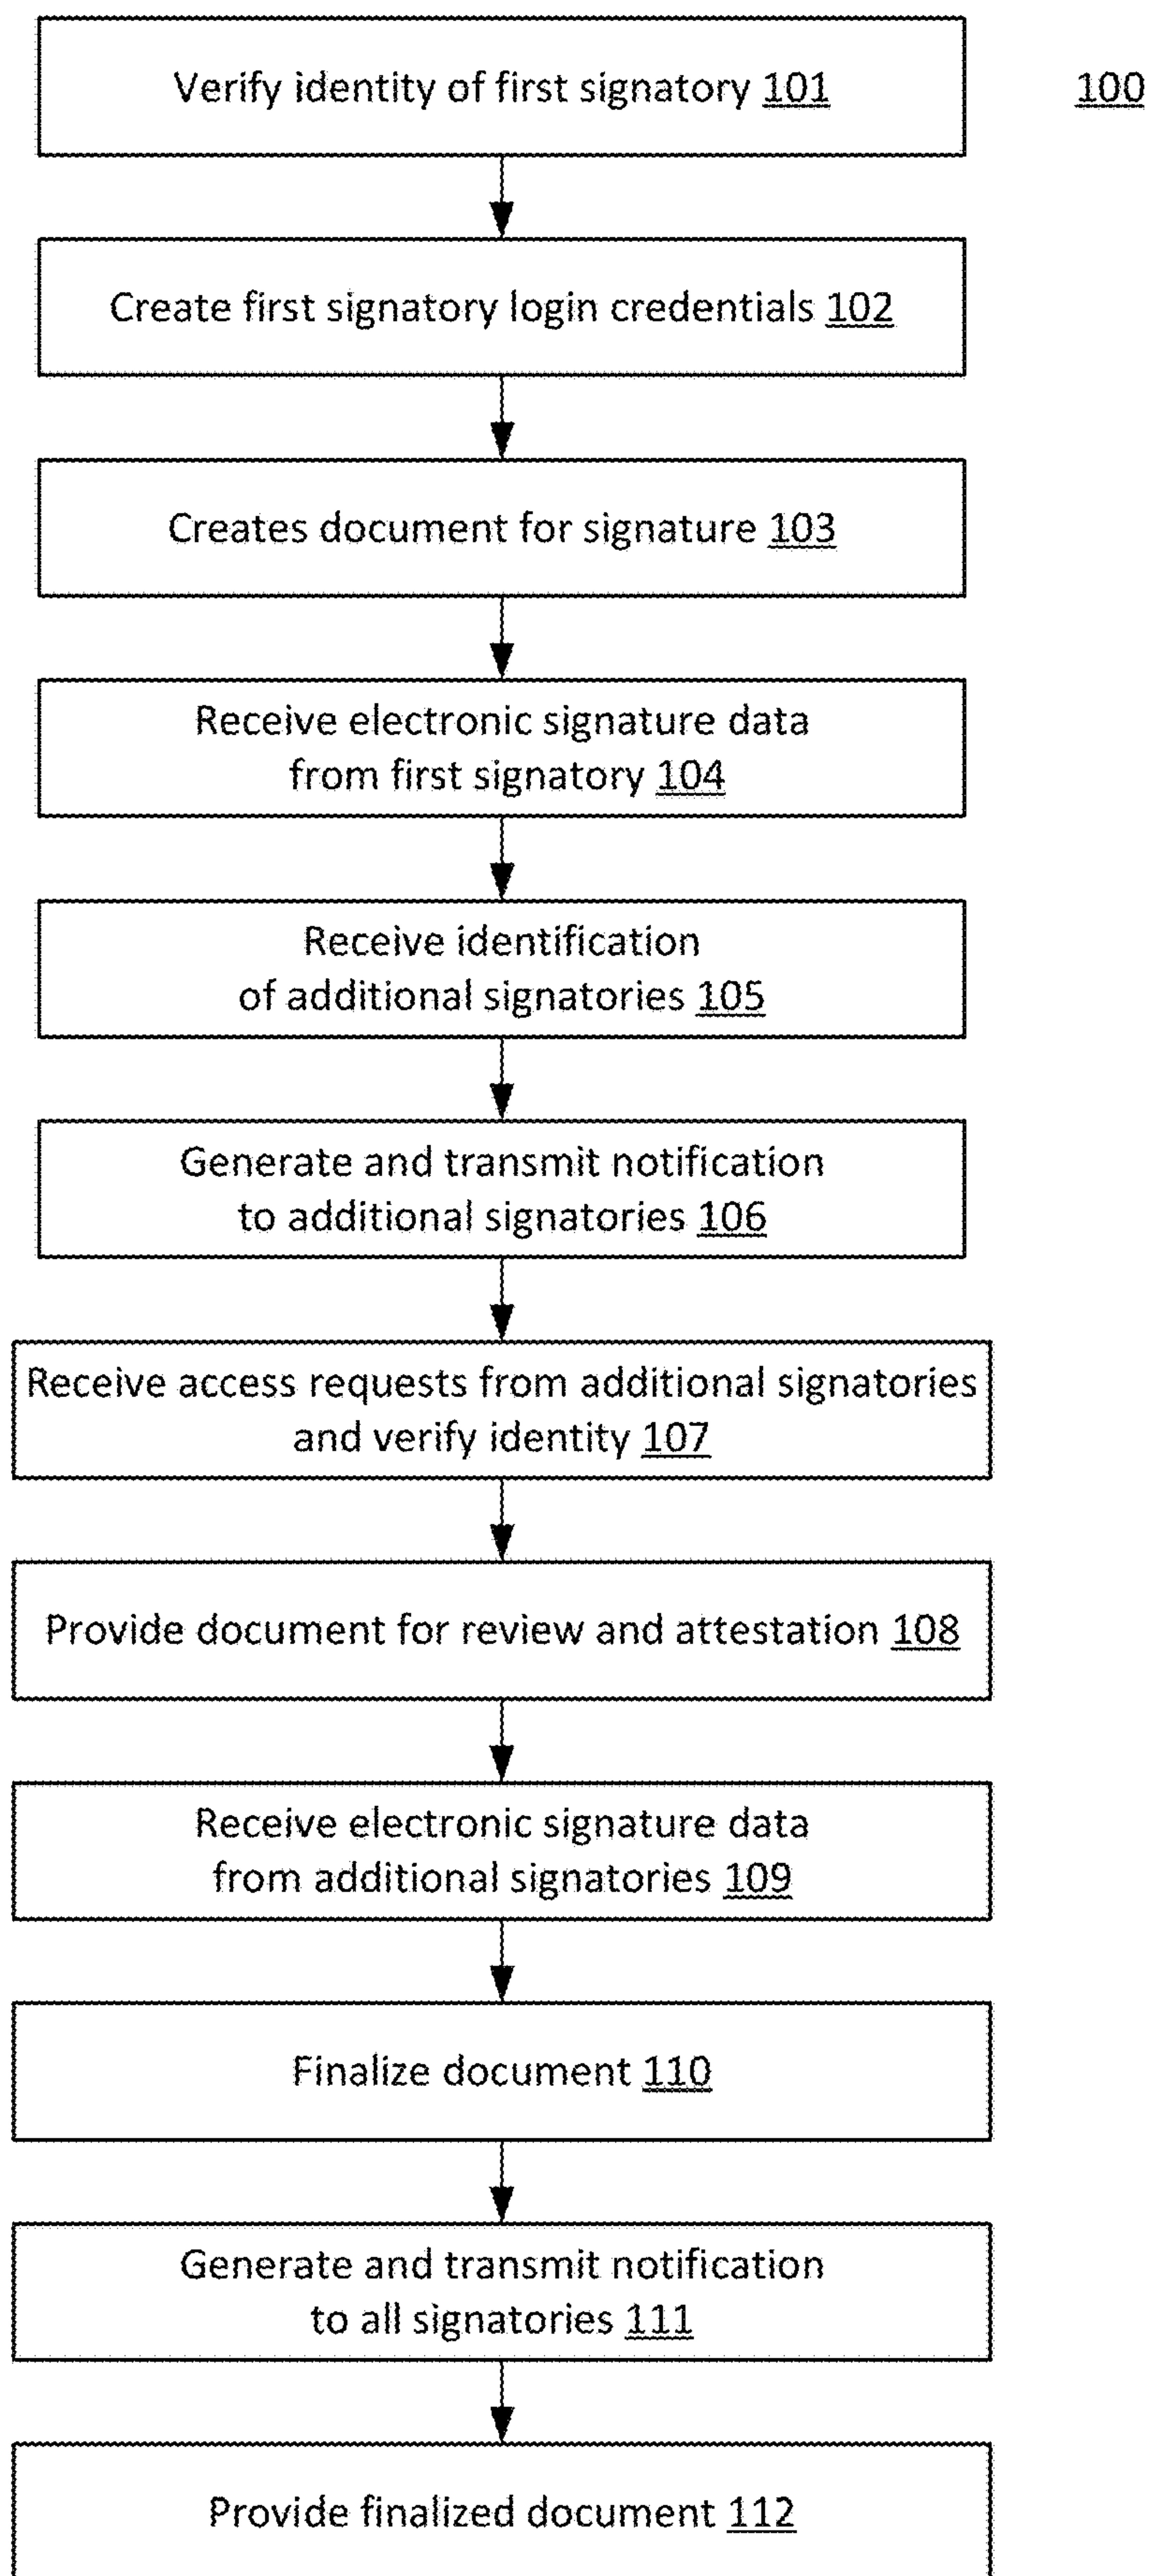 Verify identity of first signatory 101
100
Create first signatory login credentials 102
Creates document for signature 103
Receive electronic signature data
from first signatory 104
Receive identification
of additional signatories 105
Generate and transmit notification
to additional signatories 106
Receive access requests from additional signatories
and verify identity 107
Provide document for review and attestation 108
Receive electronic signature data
from additional signatories 109
Finalize document 110
Generate and transmit notification
to all signatories 111
Provide finalized document 112